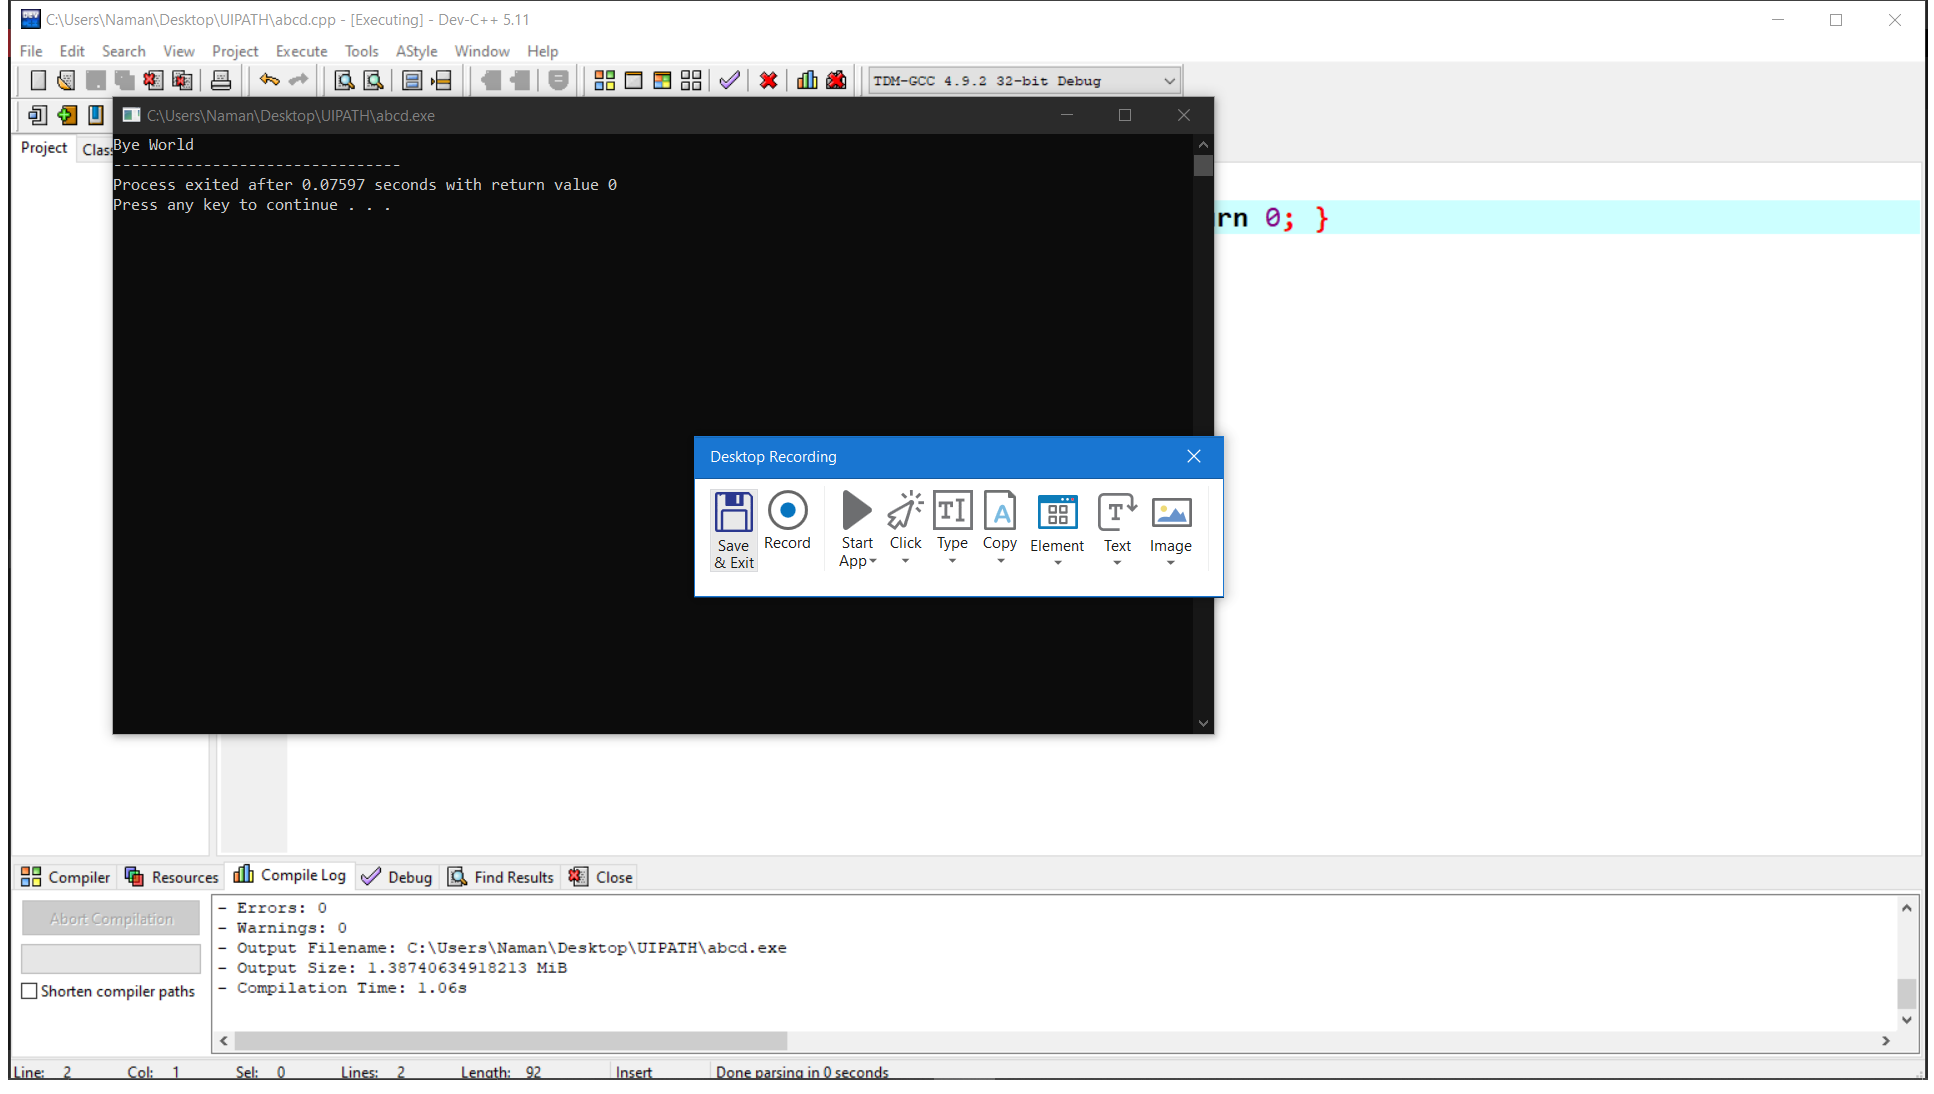 C:\Users\Naman\Desktop\UIPATH\abcd.cpp - [Executing] - Dev-C++ 5.11
File Edit Search View Project Execute Tools AStyle Window Help
TDM-GCC 4.9.2 32-bit Debug
C:\Users\Naman\Desktop\UIPATH\abcd.exe
Project
Bye World
--------------------------------
Process exited after 0.07597 seconds with return value 0
Press any key to continue . . .
rn 0; }
Desktop Recording
Save & Exit
Record
Start App
Click
Type
Copy
Element
Text
Image
Compiler Resources Compile Log Debug Find Results Close
Abort Compilation
Shorten compiler paths
- Errors: 0
- Warnings: 0
- Output Filename: C:\Users\Naman\Desktop\UIPATH\abcd.exe
- Output Size: 1.38740634918213 MiB
- Compilation Time: 1.06s
Line: 2 Col: 1 Sel: 0 Lines: 2 Length: 92 Insert Done parsing in 0 seconds